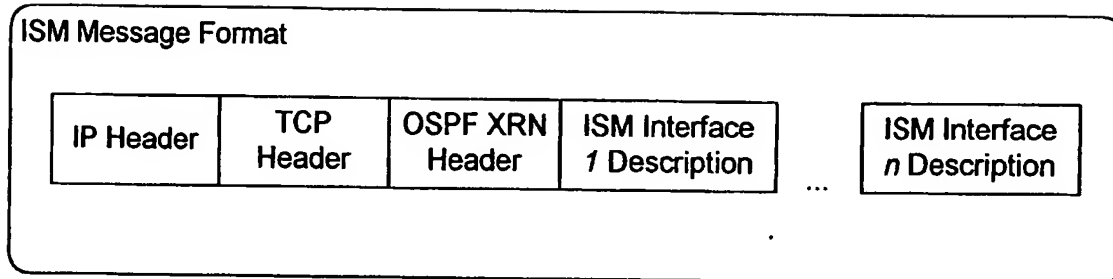 ISM Message Format
IP Header
TCP
Header
OSPF XRN
Header
ISM Interface
1 Description
...
ISM Interface
n Description